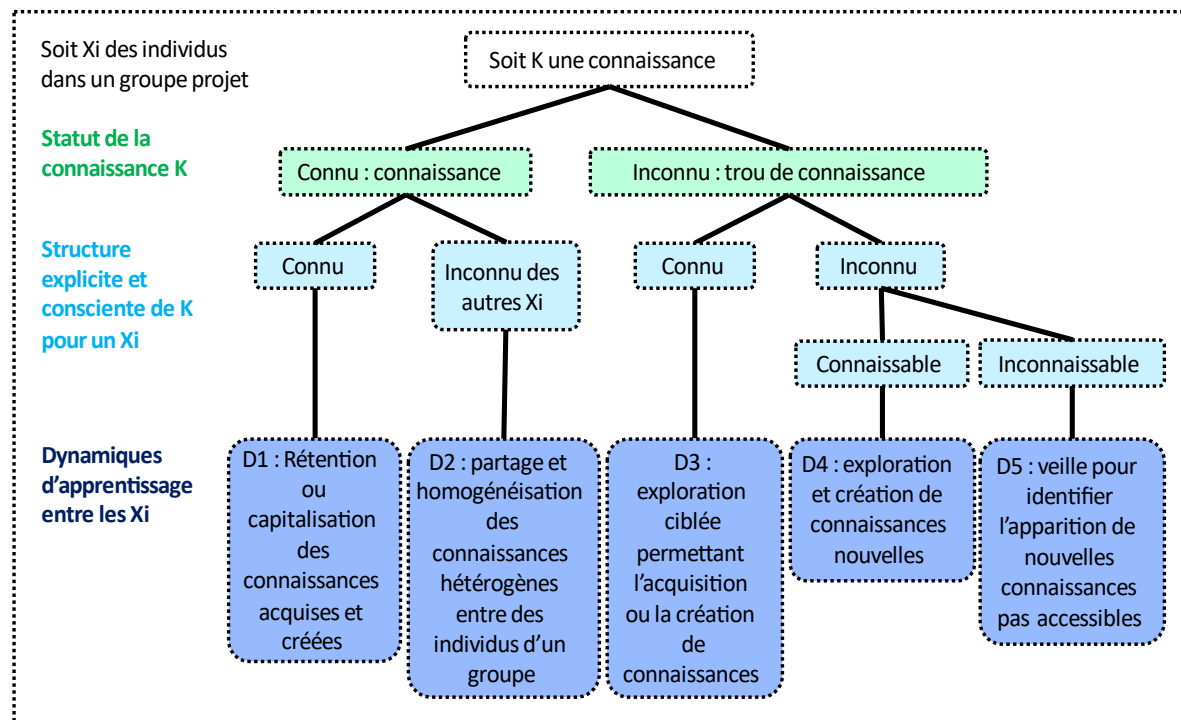 Soit Xi des individus
dans un groupe projet
Soit K une connaissance
Statut de la
connaissance K
Connu : connaissance
Inconnu : trou de connaissance
Structure
explicite et
consciente de K
pour un Xi
Connu
Inconnu des
autres Xi
Connu
Inconnu
Connaissable
Inconnaissable
Dynamiques
d’apprentissage
entre les Xi
D1 : Rétention
ou
capitalisation
des
connaissances
acquises et
créées
D2 : partage et
homogénéisation
des
connaissances
hétérogènes
entre des
individus d’un
groupe
D3 :
exploration
ciblée
permettant
l’acquisition
ou la création
de
connaissances
D4 : exploration
et création de
connaissances
nouvelles
D5 : veille pour
identifier
l’apparition de
nouvelles
connaissances
pas accessibles